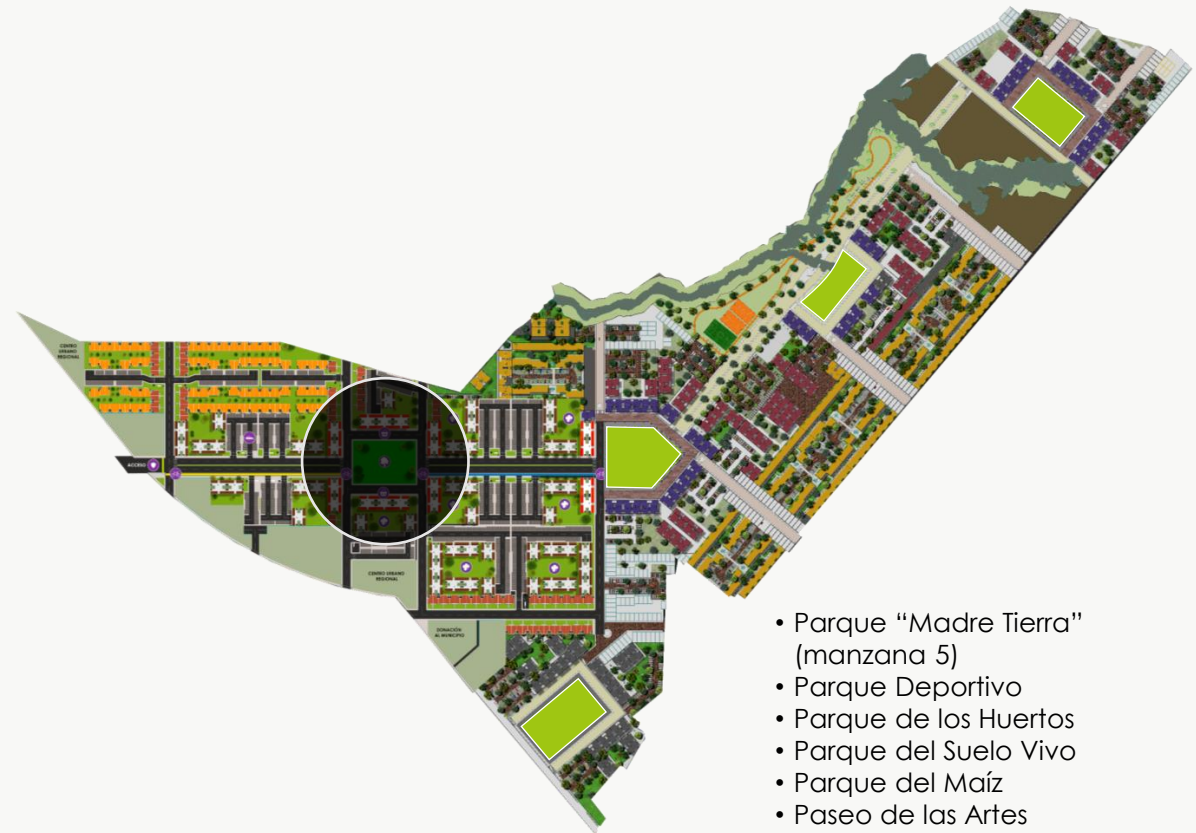 CENTRO
URBANO
REGIONAL
ACCESO
CENTRO URBANO
REGIONAL
DONACIÓN
AL MUNICIPIO
• Parque “Madre Tierra”
(manzana 5)
• Parque Deportivo
• Parque de los Huertos
• Parque del Suelo Vivo
• Parque del Maíz
• Paseo de las Artes